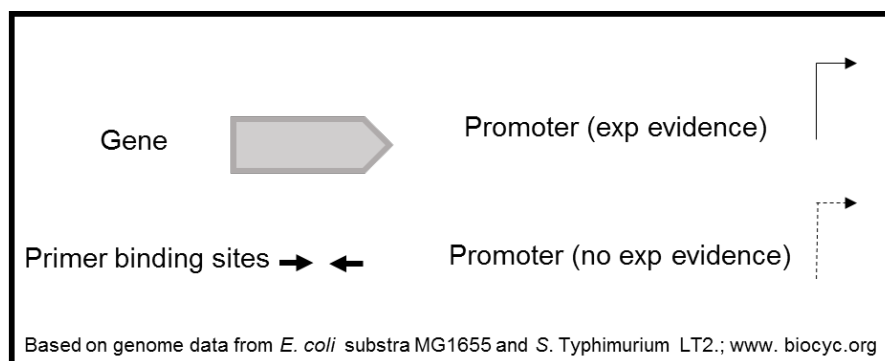 Gene
Promoter (exp evidence)
Primer binding sites
Promoter (no exp evidence)
Based on genome data from E. coli substra MG1655 and S. Typhimurium LT2.; www. biocyc.org